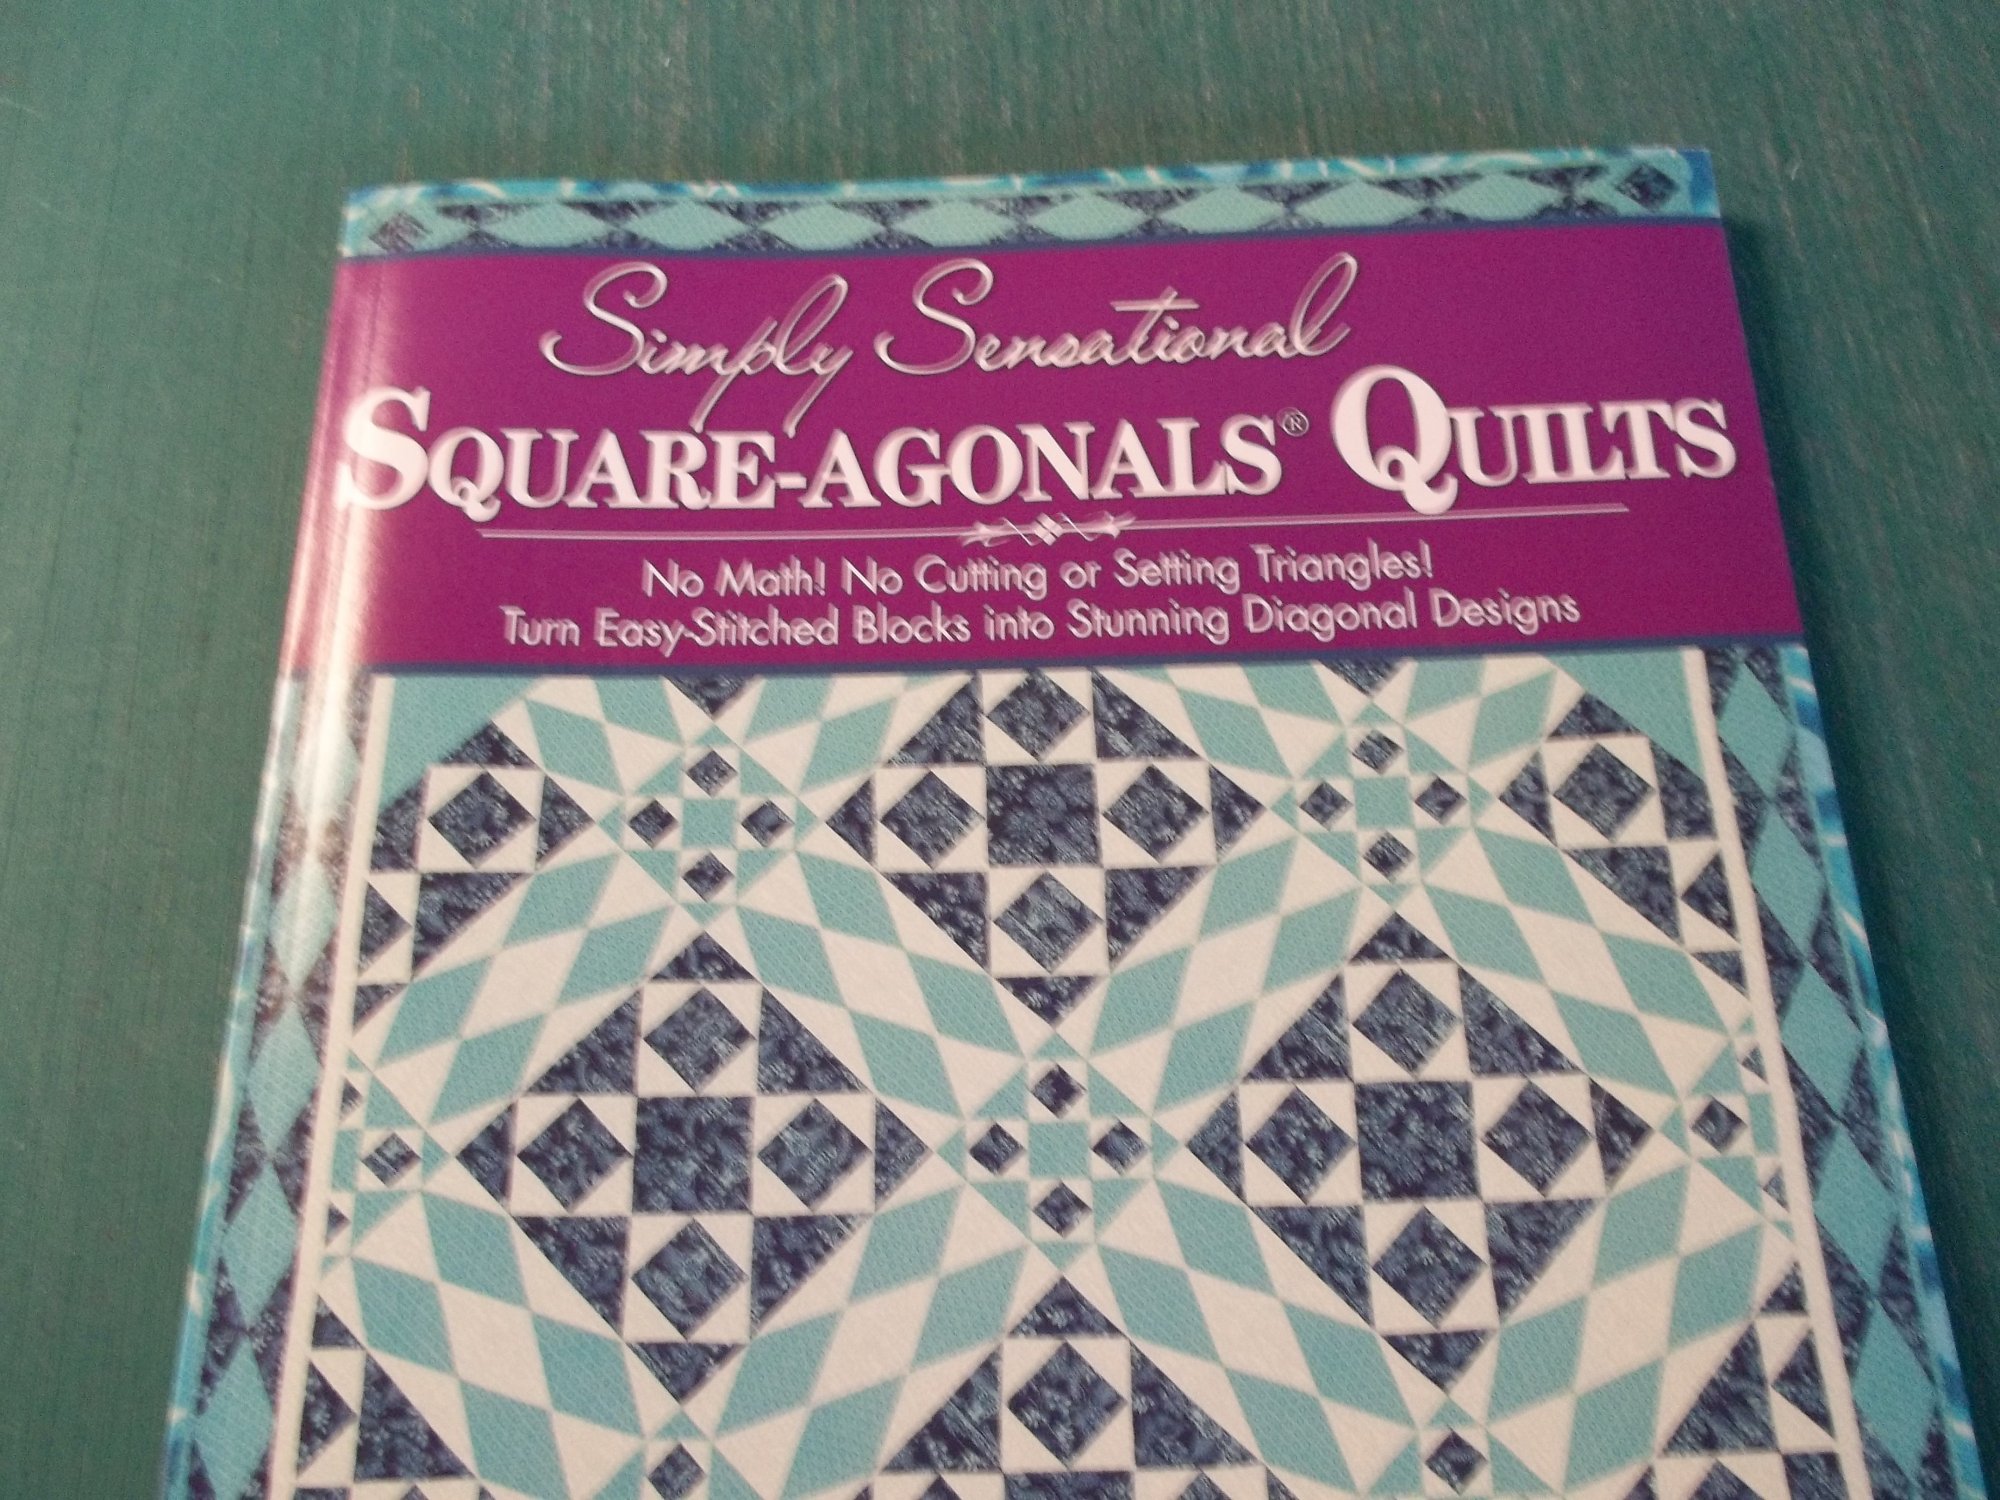 Simply Sensational
SQUARE-AGONALS® QUILTS
No Math! No Cutting or Setting Triangles!
Turn Easy-Stitched Blocks into Stunning Diagonal Designs